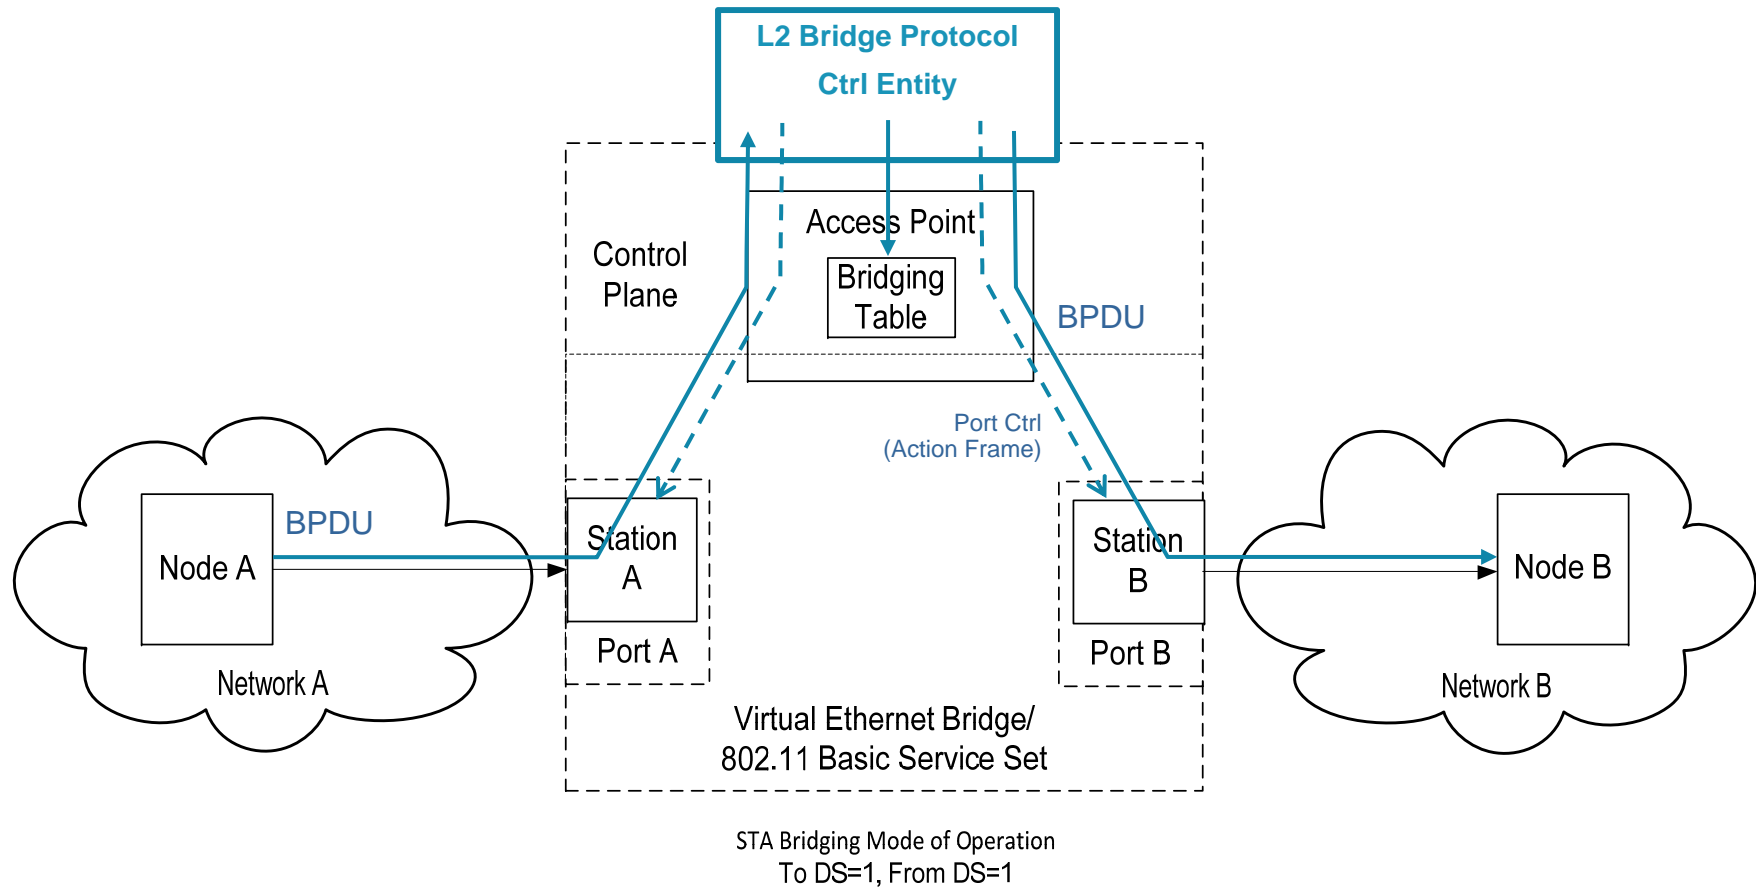 L2 Bridge Protocol
Ctrl Entity
Access Point
Control
Plane
Bridging
Table
BPDU
Port Ctrl
(Action Frame)
BPDU
Node A
Station
A
Station
B
Node B
Port A
Port B
Network A
Network B
Virtual Ethernet Bridge/
802.11 Basic Service Set
STA Bridging Mode of Operation
To DS=1, From DS=1